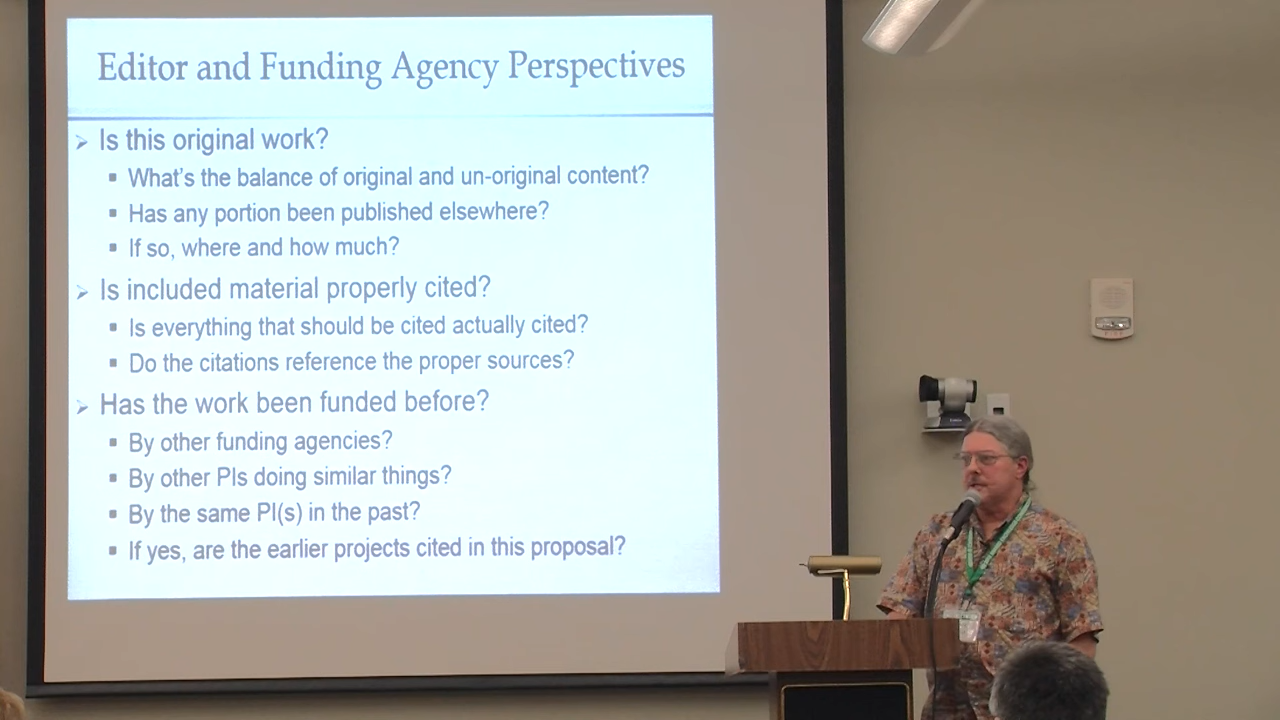 Editor and Funding Agency Perspectives
➢ Is this original work?
▪ What's the balance of original and un-original content?
▪ Has any portion been published elsewhere?
▪ If so, where and how much?
➢ Is included material properly cited?
▪ Is everything that should be cited actually cited?
▪ Do the citations reference the proper sources?
➢ Has the work been funded before?
▪ By other funding agencies?
▪ By other PIs doing similar things?
▪ By the same PI(s) in the past?
▪ If yes, are the earlier projects cited in this proposal?